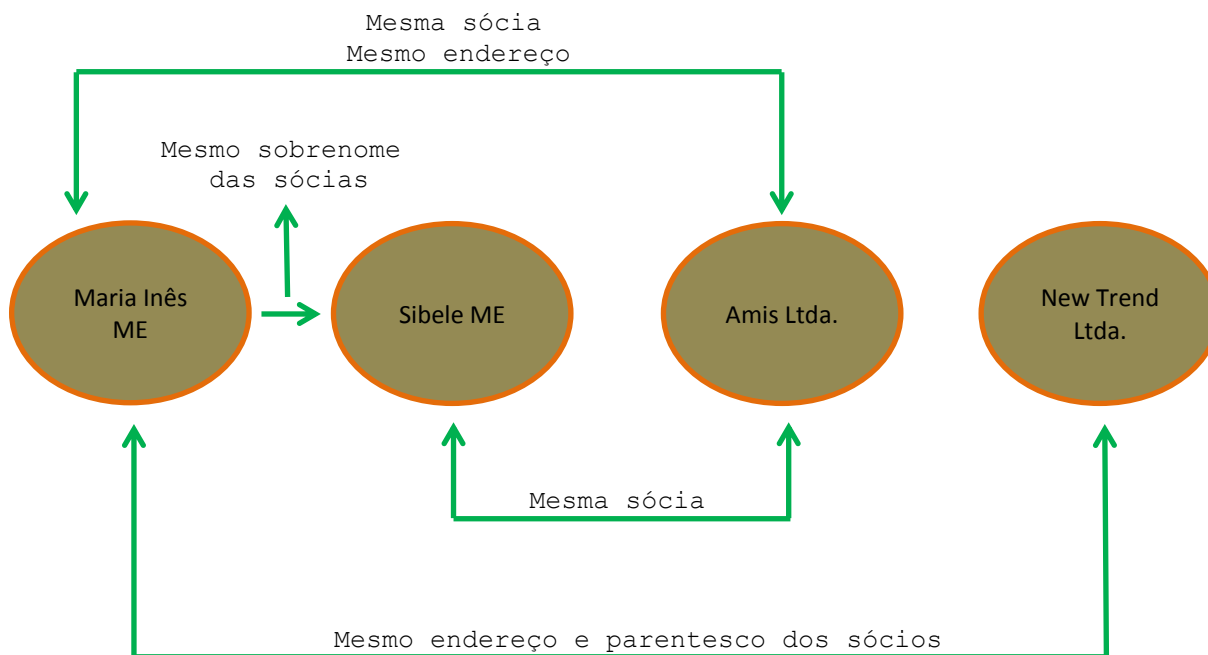 Mesma sócia
Mesmo endereço
Mesmo sobrenome
das sócias
Maria Inês
ME
Sibele ME
Amis Ltda.
New Trend
Ltda.
Mesma sócia
Mesmo endereço e parentesco dos sócios